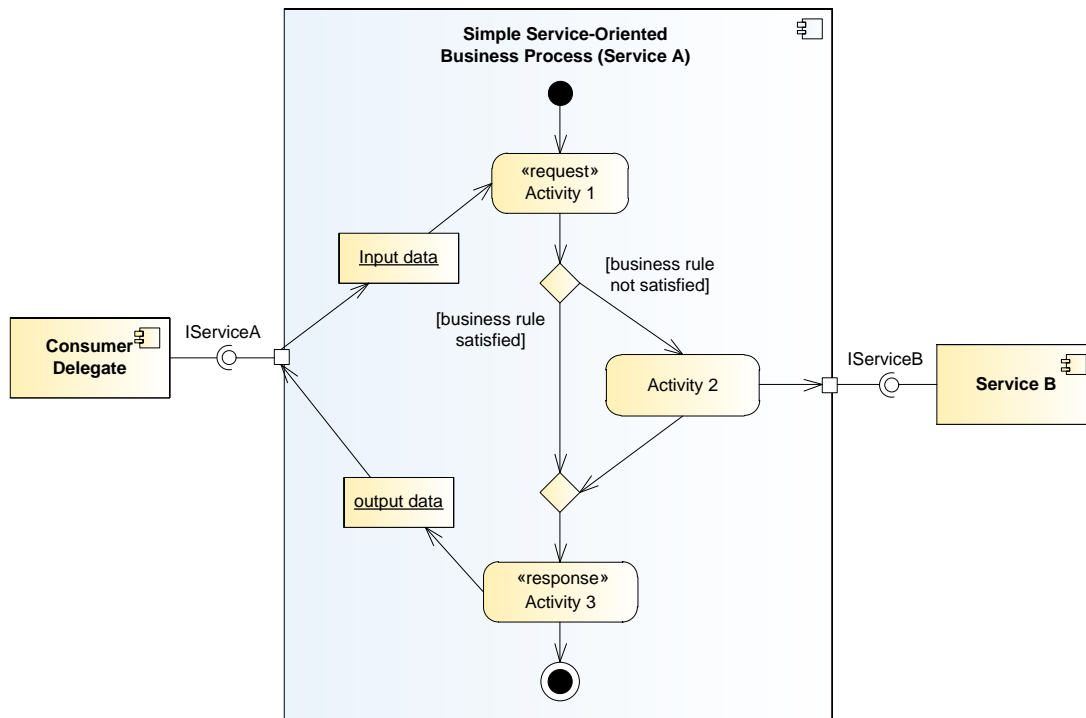 Simple Service-Oriented
Business Process (Service A)
«request»
Activity 1
Input data
[business rule
not satisfied]
[business rule
satisfied]
IServiceA
Consumer
Delegate
Activity 2
IServiceB
Service B
output data
«response»
Activity 3